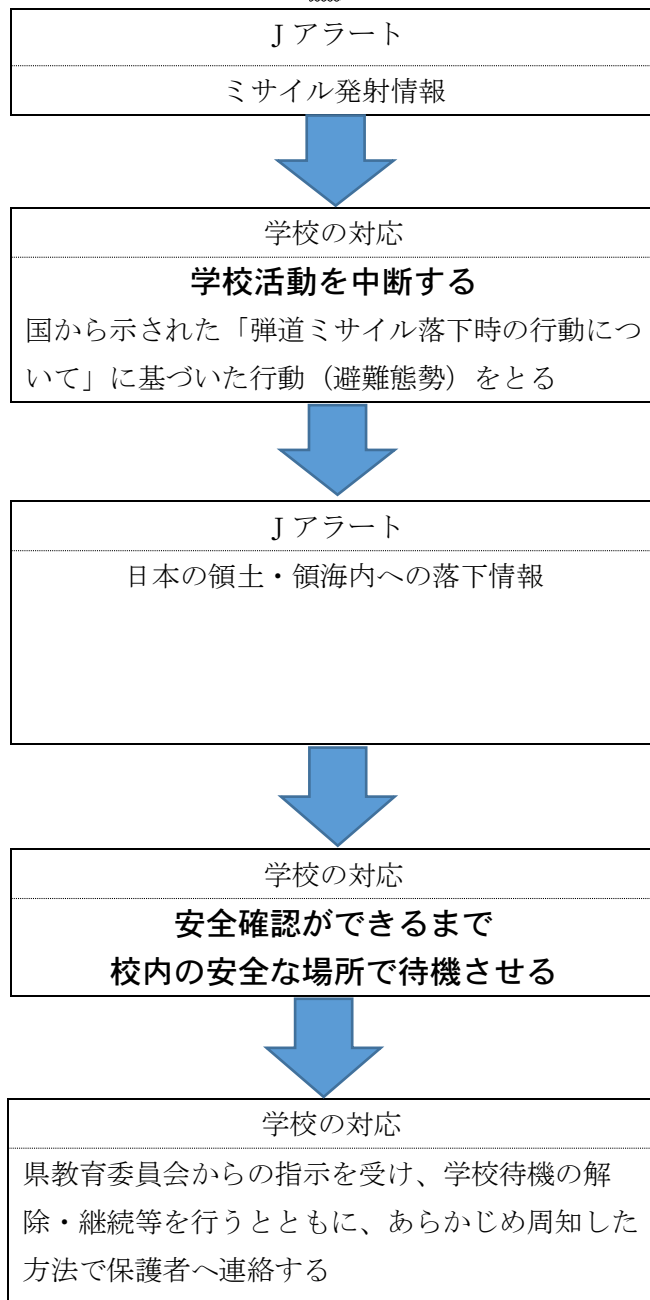 Jアラート
ミサイル発射情報
学校の対応
学校活動を中断する
国から示された「弾道ミサイル落下時の行動につ
いて」に基づいた行動（避難態勢）をとる
Jアラート
日本の領土・領海内への落下情報
学校の対応
安全確認ができるまで
校内の安全な場所で待機させる
学校の対応
県教育委員会からの指示を受け、学校待機の解
除・継続等を行うとともに、あらかじめ周知した
方法で保護者へ連絡する